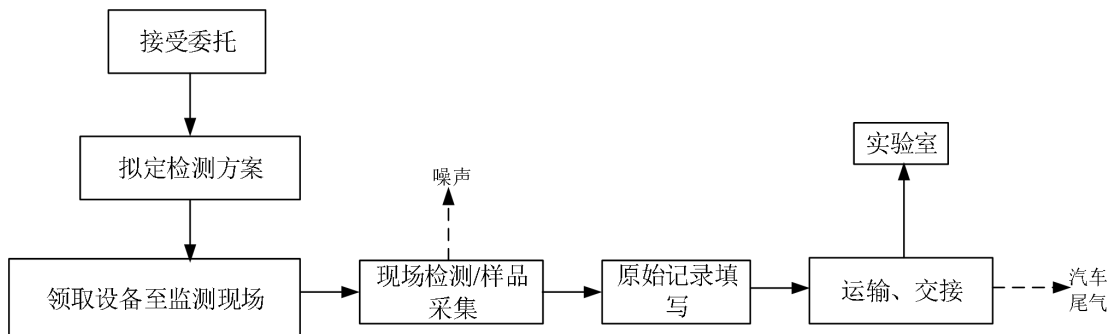 接受委托
拟定检测方案
领取设备至监测现场
噪声
现场检测/样品
采集
原始记录填
写
运输、交接
实验室
汽车
尾气